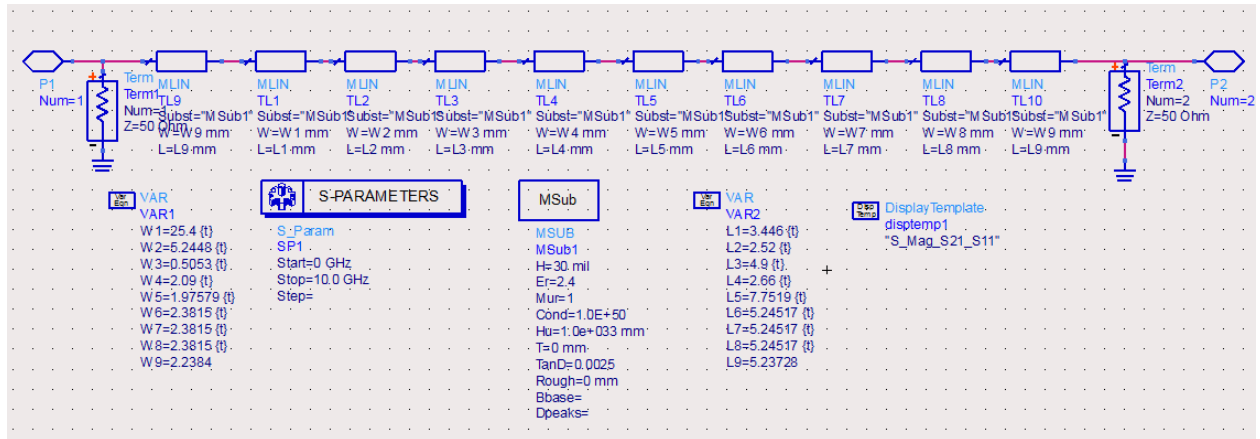 P1
Num=1
Term
Term1
Num=1
Z=50 Ohm
MLIN
TL9
Subst="MSub1"
W=W9 mm
L=L9 mm
MLIN
TL1
Subst="MSub1"
W=W1 mm
L=L1 mm
MLIN
TL2
Subst="MSub1"
W=W2 mm
L=L2 mm
MLIN
TL3
Subst="MSub1"
W=W3 mm
L=L3 mm
MLIN
TL4
Subst="MSub1"
W=W4 mm
L=L4 mm
MLIN
TL5
Subst="MSub1"
W=W5 mm
L=L5 mm
MLIN
TL6
Subst="MSub1"
W=W6 mm
L=L6 mm
MLIN
TL7
Subst="MSub1"
W=W7 mm
L=L7 mm
MLIN
TL8
Subst="MSub1"
W=W8 mm
L=L8 mm
MLIN
TL10
Subst="MSub1"
W=W9 mm
L=L9 mm
Term
Term2
Num=2
Z=50 Ohm
P2
Num=2
Var
Eqn
VAR
VAR1
W1=25.4 {t}
W2=5.2448 {t}
W3=0.5053 {t}
W4=2.09 {t}
W5=1.97579 {t}
W6=2.3815 {t}
W7=2.3815 {t}
W8=2.3815 {t}
W9=2.2384
S-PARAMETERS
S_Param
SP1
Start=0 GHz
Stop=10.0 GHz
Step=
MSub
MSUB
MSub1
H=30 mil
Er=2.4
Mur=1
Cond=1.0E+50
Hu=1.0e+033 mm
T=0 mm
TanD=0.0025
Rough=0 mm
Bbase=
Dpeaks=
Var
Eqn
VAR
VAR2
L1=3.446 {t}
L2=2.52 {t}
L3=4.9 {t}
L4=2.66 {t}
L5=7.7519 {t}
L6=5.24517 {t}
L7=5.24517 {t}
L8=5.24517 {t}
L9=5.23728
Disp
Temp
DisplayTemplate
disptemp1
"S_Mag_S21_S11"